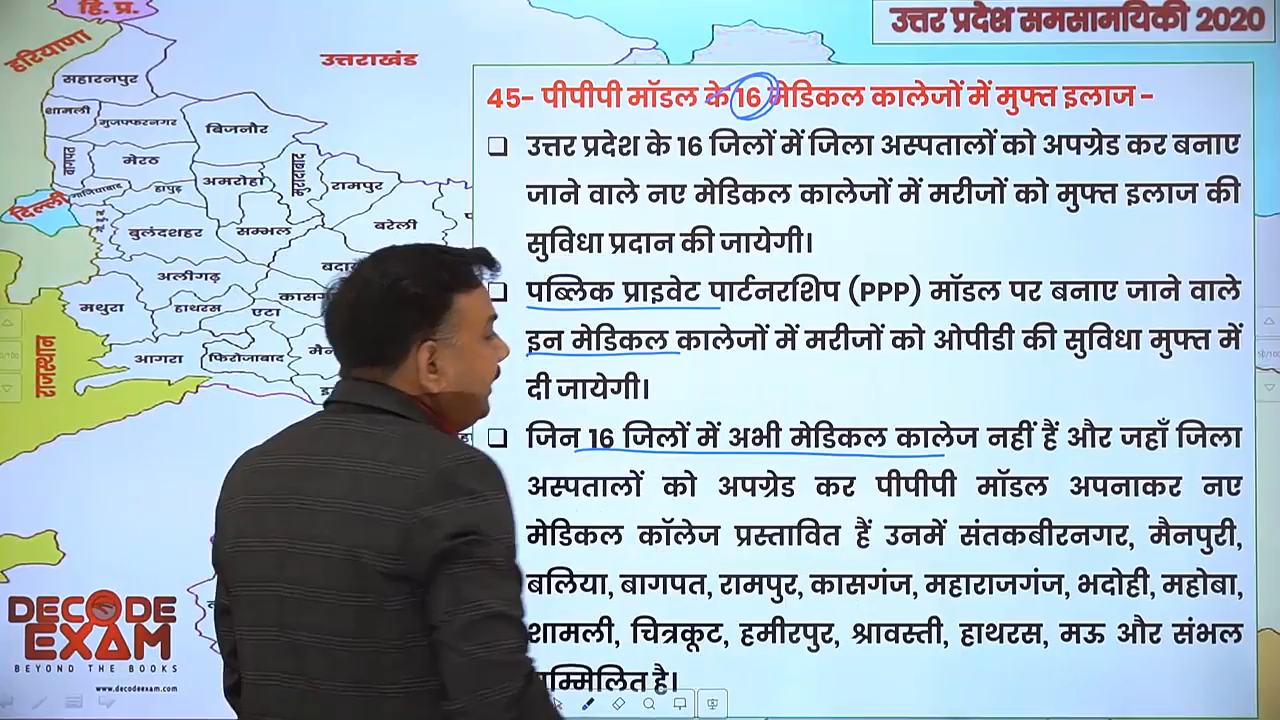 हि. प्र.
उत्तर प्रदेश समसामयिकी 2020
हरियाणा
उत्तराखंड
सहारनपुर
शामली
मुजफ्फरनगर
बिजनौर
बागपत
मेरठ
गाजियाबाद
हापुड़
अमरोहा
मुरादाबाद
रामपुर
दिल्ली
बुलंदशहर
सम्भल
बरेली
अलीगढ़
बदा
मथुरा
हाथरस
एटा
कासग
आगरा
फिरोजाबाद
मैन
राजस्थान
45- पीपीपी मॉडल के 16 मेडिकल कालेजों में मुफ्त इलाज -
उत्तर प्रदेश के 16 जिलों में जिला अस्पतालों को अपग्रेड कर बनाए
जाने वाले नए मेडिकल कालेजों में मरीजों को मुफ्त इलाज की
सुविधा प्रदान की जायेगी।
पब्लिक प्राइवेट पार्टनरशिप (PPP) मॉडल पर बनाए जाने वाले
इन मेडिकल कालेजों में मरीजों को ओपीडी की सुविधा मुफ्त में
दी जायेगी।
जिन 16 जिलों में अभी मेडिकल कालेज नहीं हैं और जहाँ जिला
अस्पतालों को अपग्रेड कर पीपीपी मॉडल अपनाकर नए
मेडिकल कॉलेज प्रस्तावित हैं उनमें संतकबीरनगर, मैनपुरी,
बलिया, बागपत, रामपुर, कासगंज, महाराजगंज, भदोही, महोबा,
शामली, चित्रकूट, हमीरपुर, श्रावस्ती, हाथरस, मऊ और संभल
म्मिलित है।
DECODE
EXAM
BEYOND THE BOOKS
www.decodeexam.com